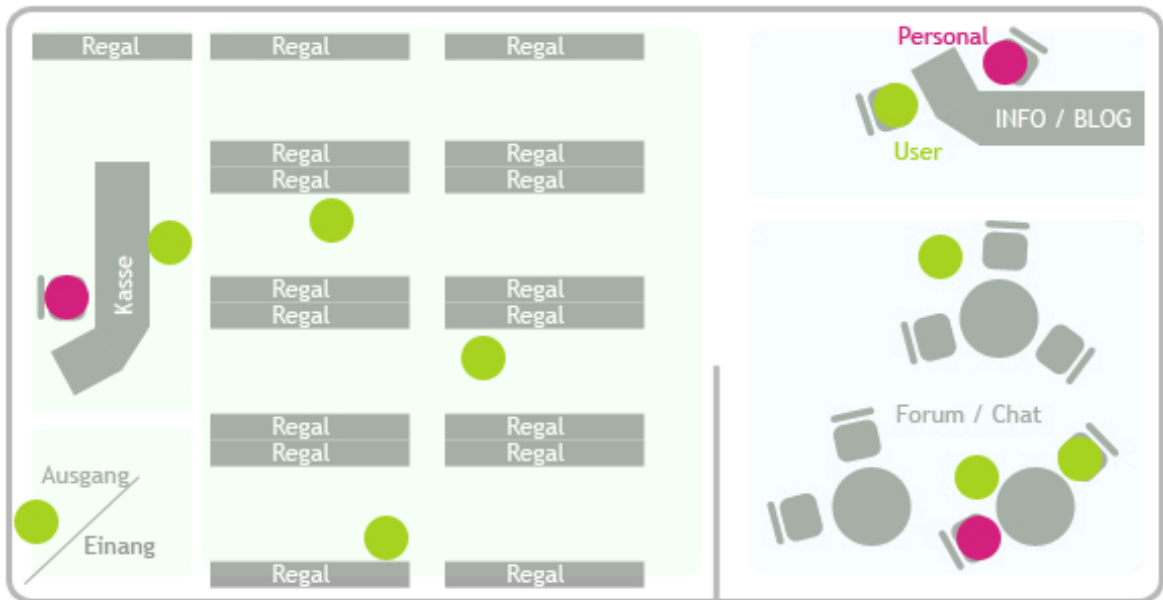 Regal
Regal
Regal
Personal
INFO / BLOG
User
Regal
Regal
Regal
Regal
Kasse
Regal
Regal
Regal
Regal
Forum / Chat
Regal
Regal
Regal
Regal
Ausgang
Einang
Regal
Regal